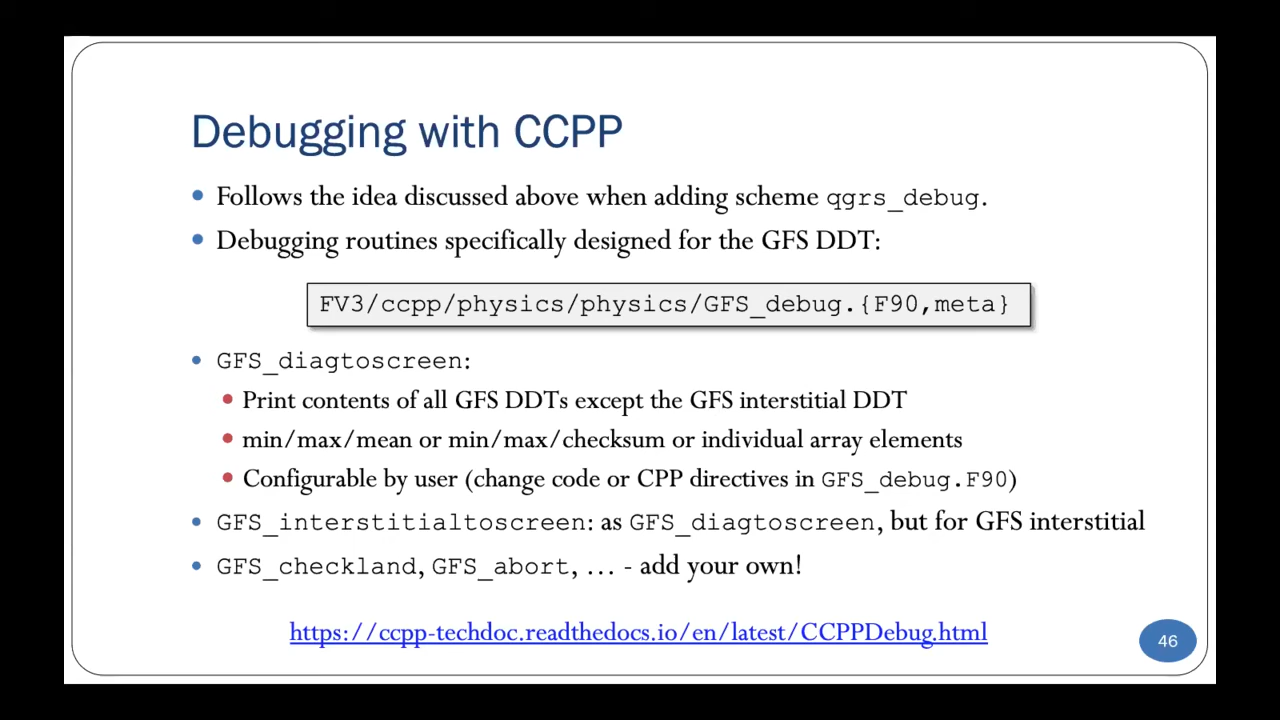 Debugging with CCPP
• Follows the idea discussed above when adding scheme qgrs_debug.
• Debugging routines specifically designed for the GFS DDT:
FV3/ccpp/physics/physics/GFS_debug.{F90,meta}
• GFS_diagtoscreen:
• Print contents of all GFS DDTs except the GFS interstitial DDT
• min/max/mean or min/max/checksum or individual array elements
• Configurable by user (change code or CPP directives in GFS_debug.F90)
• GFS_interstitialtoscreen: as GFS_diagtoscreen, but for GFS interstitial
• GFS_checkland, GFS_abort, … - add your own!
https://ccpp-techdoc.readthedocs.io/en/latest/CCPPDebug.html
46